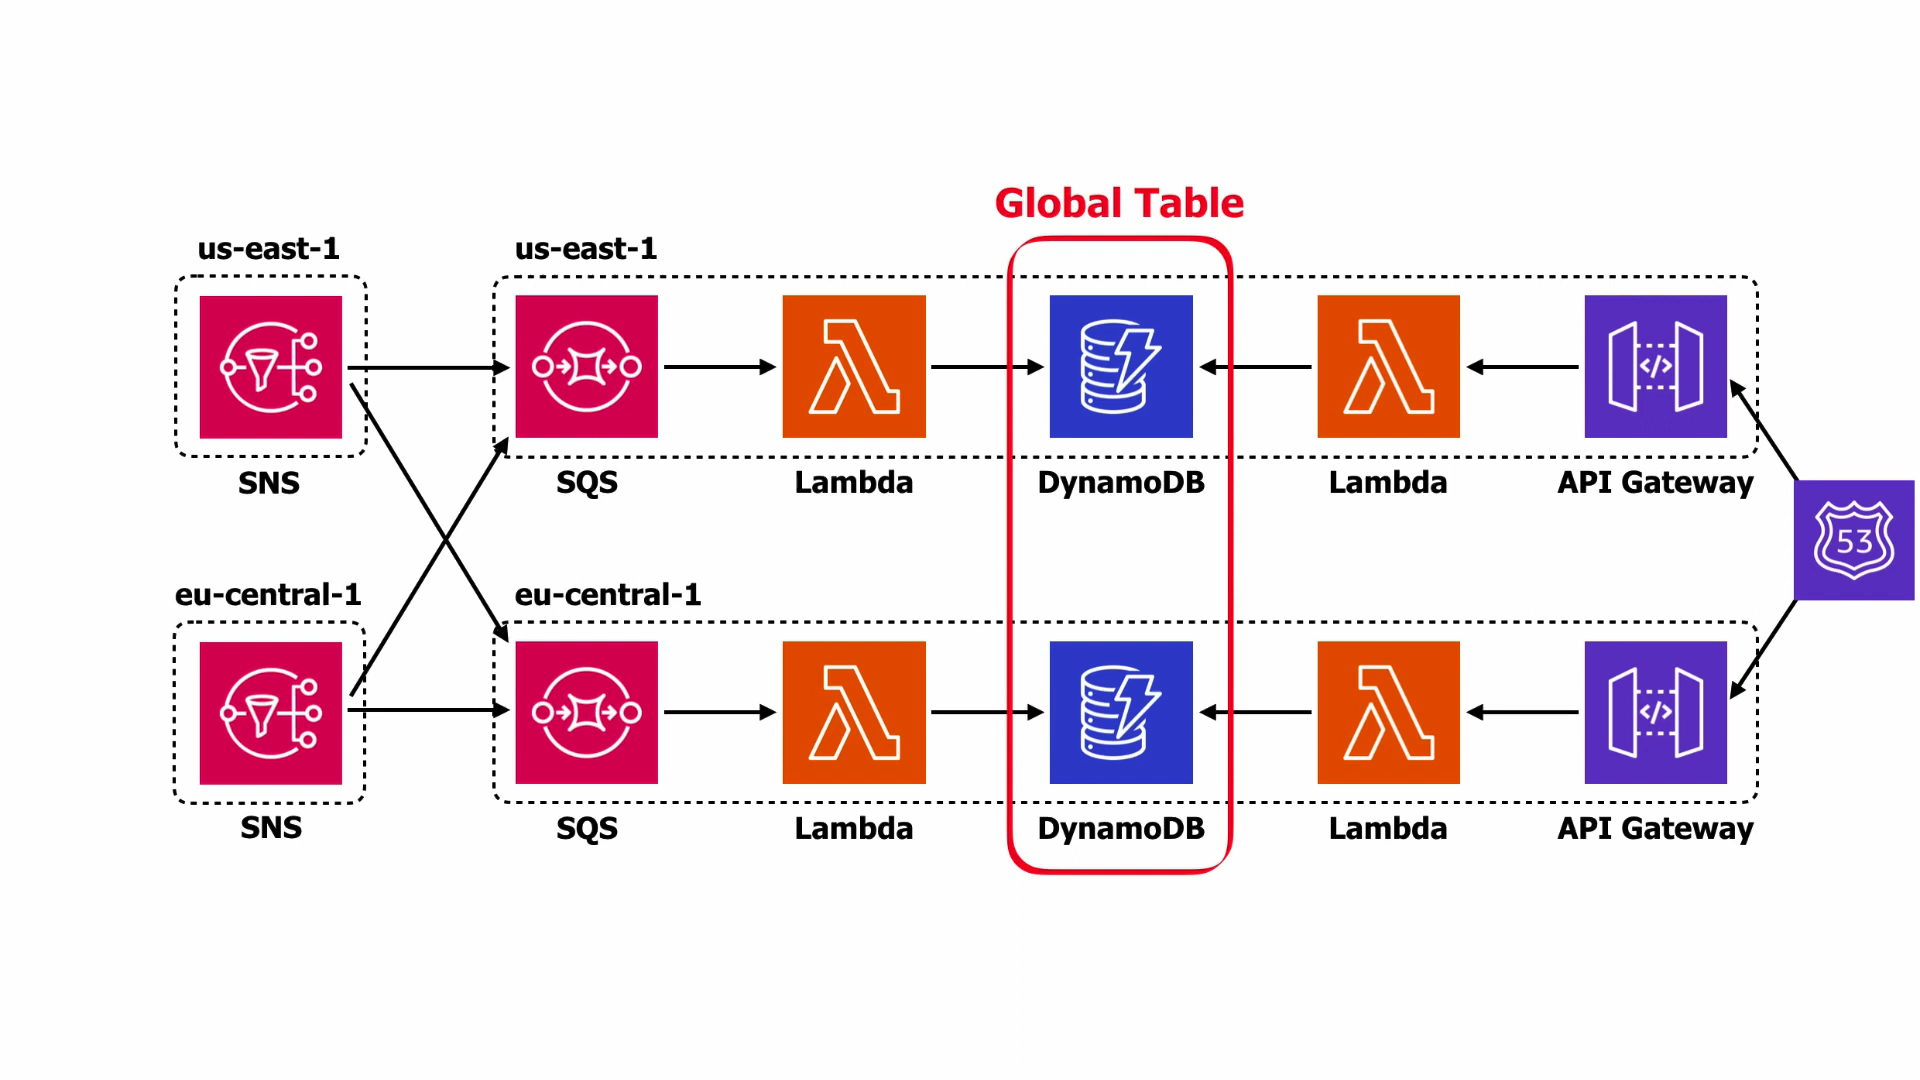 Global Table
us-east-1
us-east-1
SNS
SQS
Lambda
DynamoDB
Lambda
API Gateway
53
eu-central-1
eu-central-1
SNS
SQS
Lambda
DynamoDB
Lambda
API Gateway